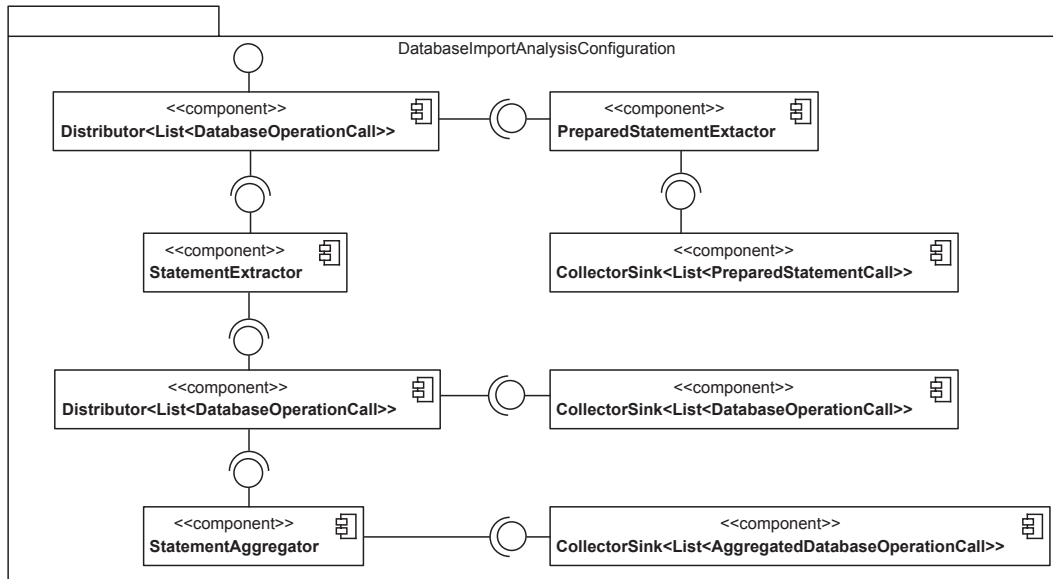 DatabaseImportAnalysisConfiguration
<<component>>
Distributor<List<DatabaseOperationCall>>
<<component>>
PreparedStatementExtactor
<<component>>
StatementExtractor
<<component>>
CollectorSink<List<PreparedStatementCall>>
<<component>>
Distributor<List<DatabaseOperationCall>>
<<component>>
CollectorSink<List<DatabaseOperationCall>>
<<component>>
StatementAggregator
<<component>>
CollectorSink<List<AggregatedDatabaseOperationCall>>